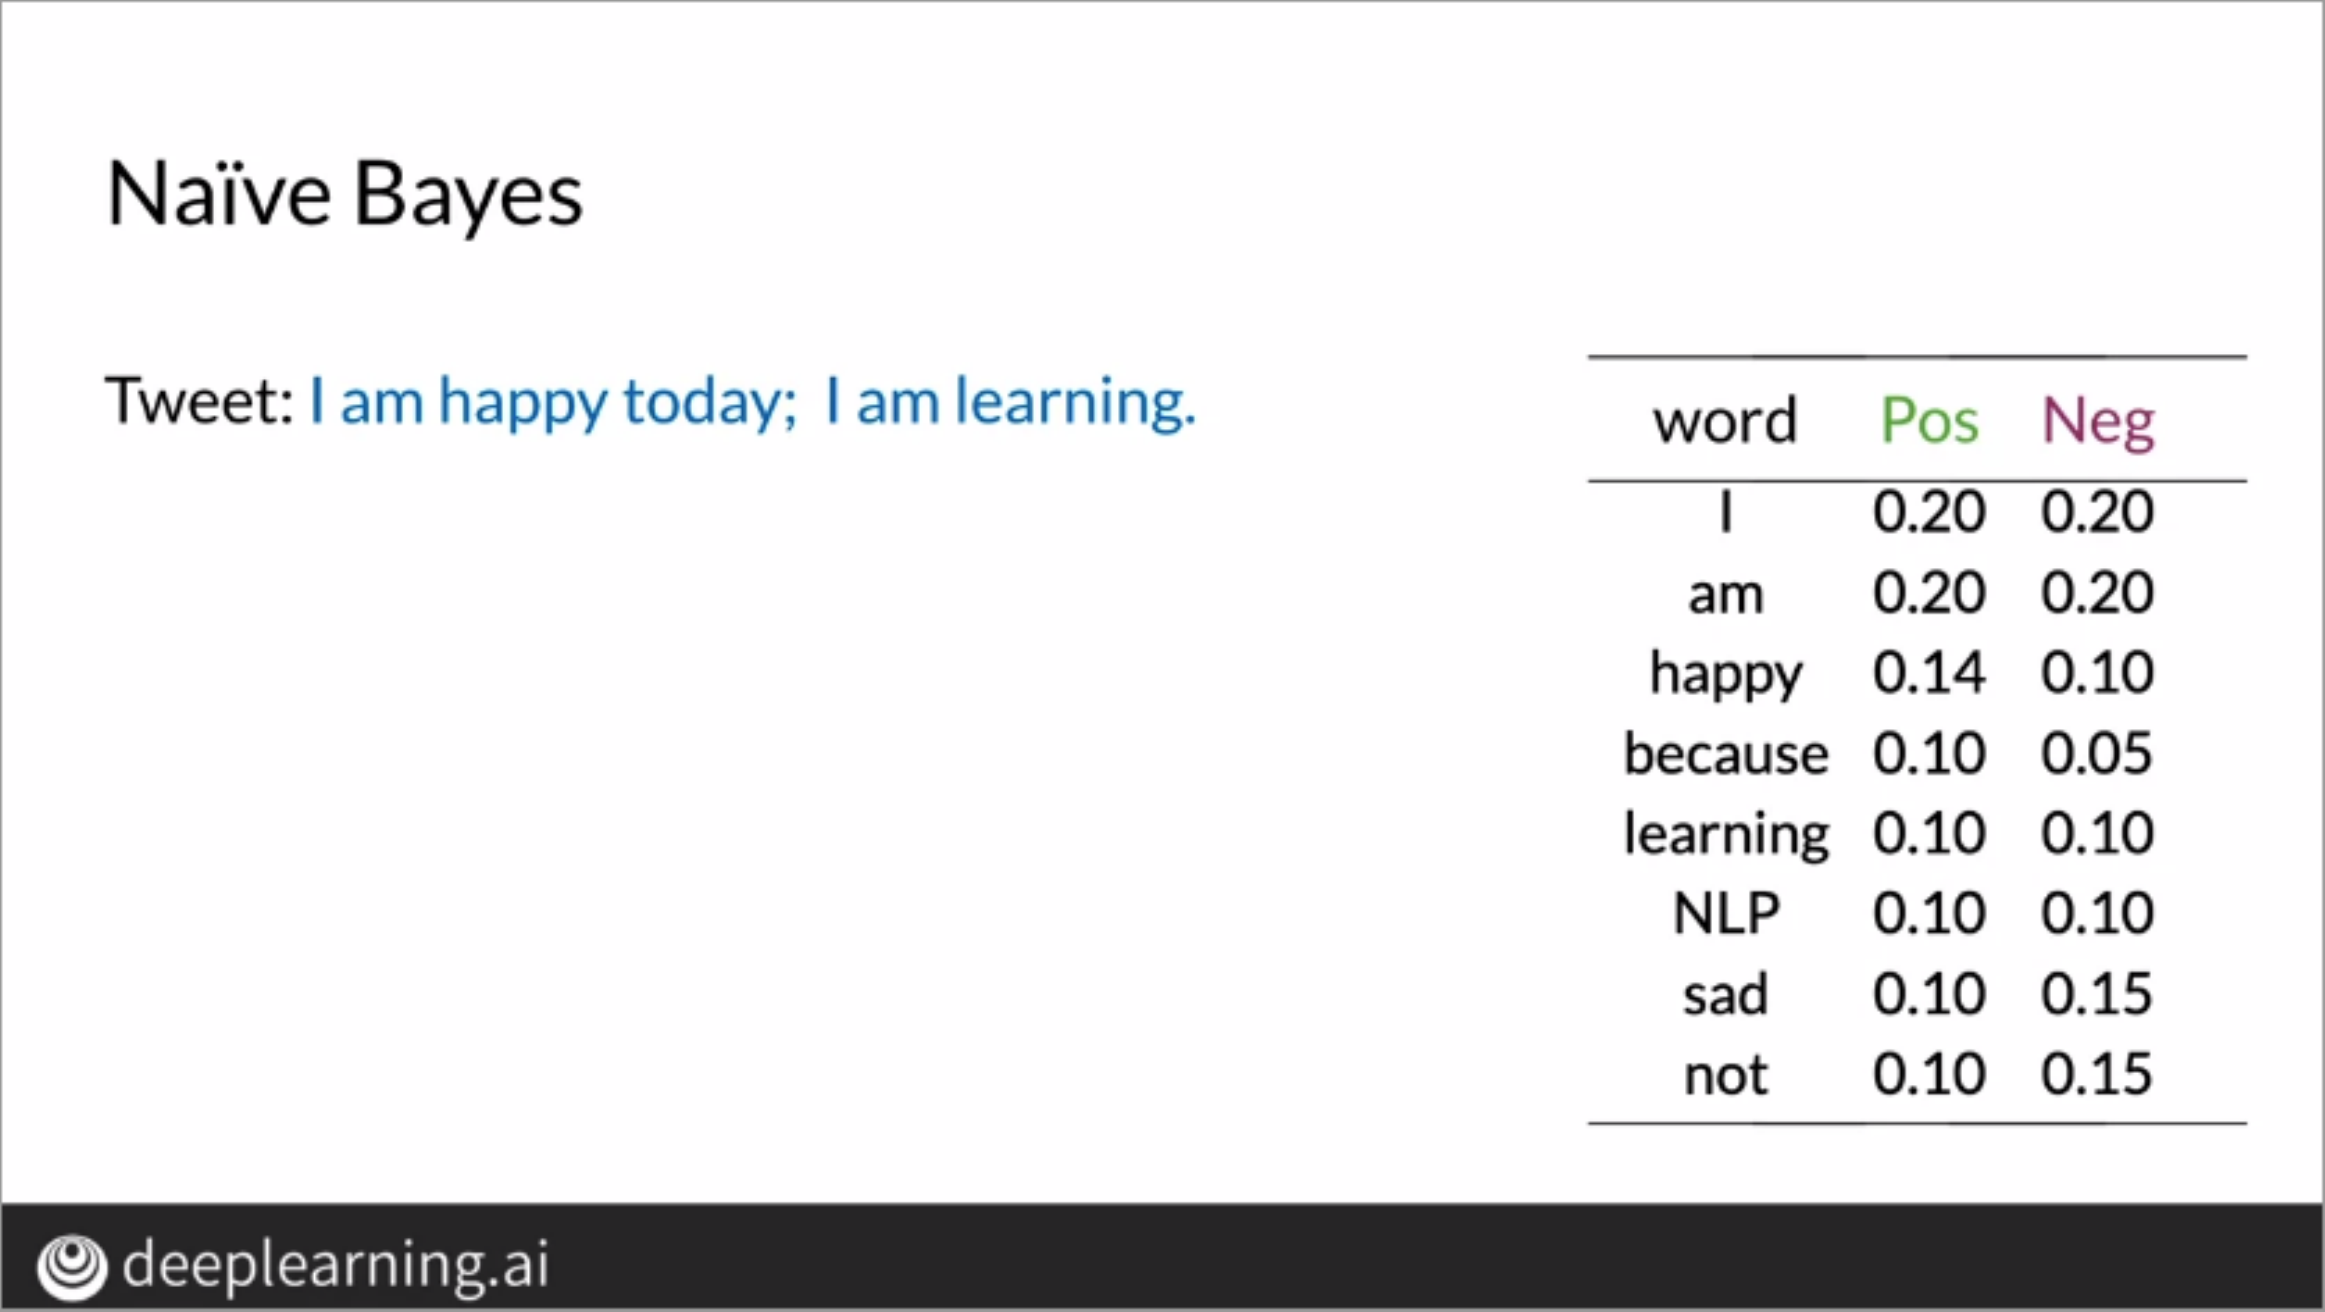 Naïve Bayes
Tweet: I am happy today; I am learning.
word Pos Neg
I 0.20 0.20
am 0.20 0.20
happy 0.14 0.10
because 0.10 0.05
learning 0.10 0.10
NLP 0.10 0.10
sad 0.10 0.15
not 0.10 0.15
deeplearning.ai